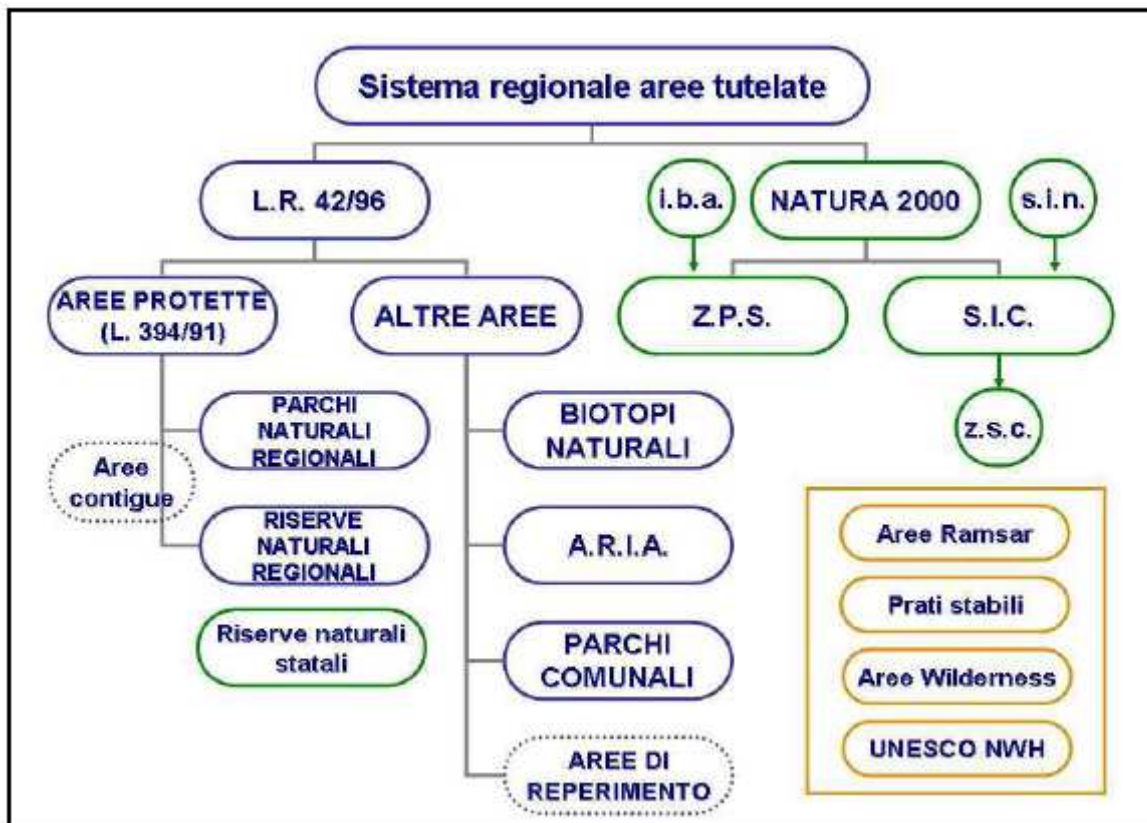 Sistema regionale aree tutelate
L.R. 42/96
i.b.a.
NATURA 2000
s.i.n.
AREE PROTETTE
(L. 394/91)
ALTRE AREE
Z.P.S.
S.I.C.
PARCHI
NATURALI
REGIONALI
BIOTOPI
NATURALI
z.s.c.
Aree
contigue
RISERVE
NATURALI
REGIONALI
A.R.I.A.
Aree Ramsar
Prati stabili
Riserve naturali
statali
PARCHI
COMUNALI
Aree Wilderness
UNESCO NWH
AREE DI
REPERIMENTO